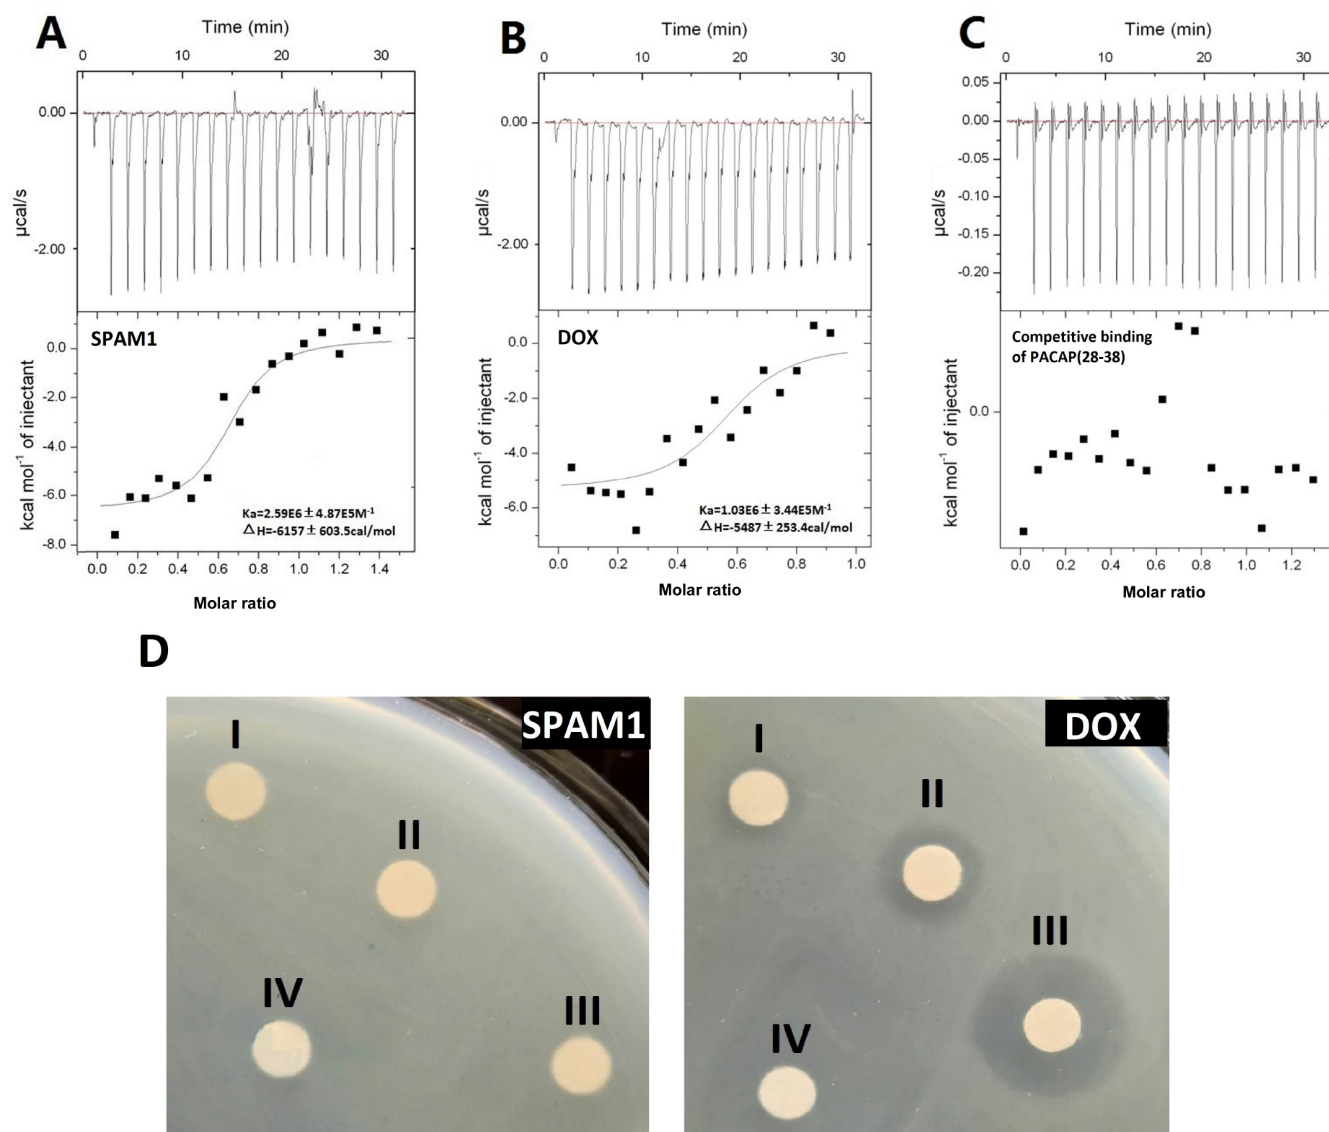 A
Time (min)
0 10 20 30
0.00
-2.00
µcal/s
SPAM1
0.0
-2.0
-4.0
-6.0
-8.0
kcal mol⁻¹ of iniectant
Ka=2.59E6±4.87E5M⁻¹
△H=-6157±603.5cal/mol
0.0 0.2 0.4 0.6 0.8 1.0 1.2 1.4
Molar ratio
B
Time (min)
0 10 20 30
0.00
-2.00
µcal/s
DOX
0.0
-2.0
-4.0
-6.0
kcal mol⁻¹ of iniectant
Ka=1.03E6±3.44E5M⁻¹
△H=-5487±253.4cal/mol
0.0 0.2 0.4 0.6 0.8 1.0
Molar ratio
C
Time (min)
0 10 20 30
0.05
0.00
-0.05
-0.10
-0.15
-0.20
µcal/s
Competitive binding
of PACAP(28-38)
0.0
kcal mol⁻¹ of iniectant
0.0 0.2 0.4 0.6 0.8 1.0 1.2
Molar ratio
D
SPAM1
I
II
IV
III
DOX
I
II
III
IV